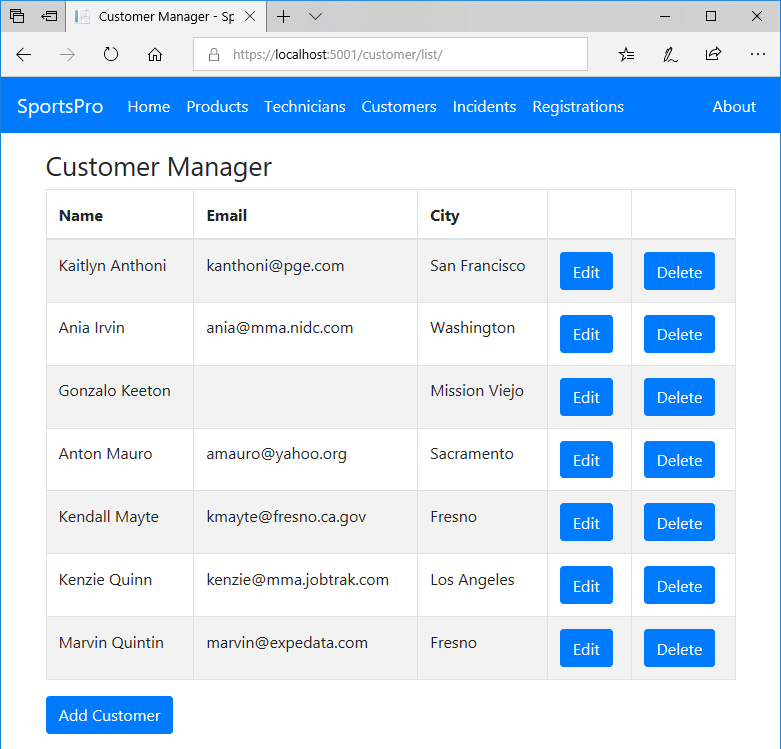 Customer Manager - Sp
https://localhost:5001/customer/list/
SportsPro Home Products Technicians Customers Incidents Registrations About
Customer Manager
Name Email City
Kaitlyn Anthoni kanthoni@pge.com San Francisco Edit Delete
Ania Irvin ania@mma.nidc.com Washington Edit Delete
Gonzalo Keeton Mission Viejo Edit Delete
Anton Mauro amauro@yahoo.org Sacramento Edit Delete
Kendall Mayte kmayte@fresno.ca.gov Fresno Edit Delete
Kenzie Quinn kenzie@mma.jobtrak.com Los Angeles Edit Delete
Marvin Quintin marvin@expedata.com Fresno Edit Delete
Add Customer